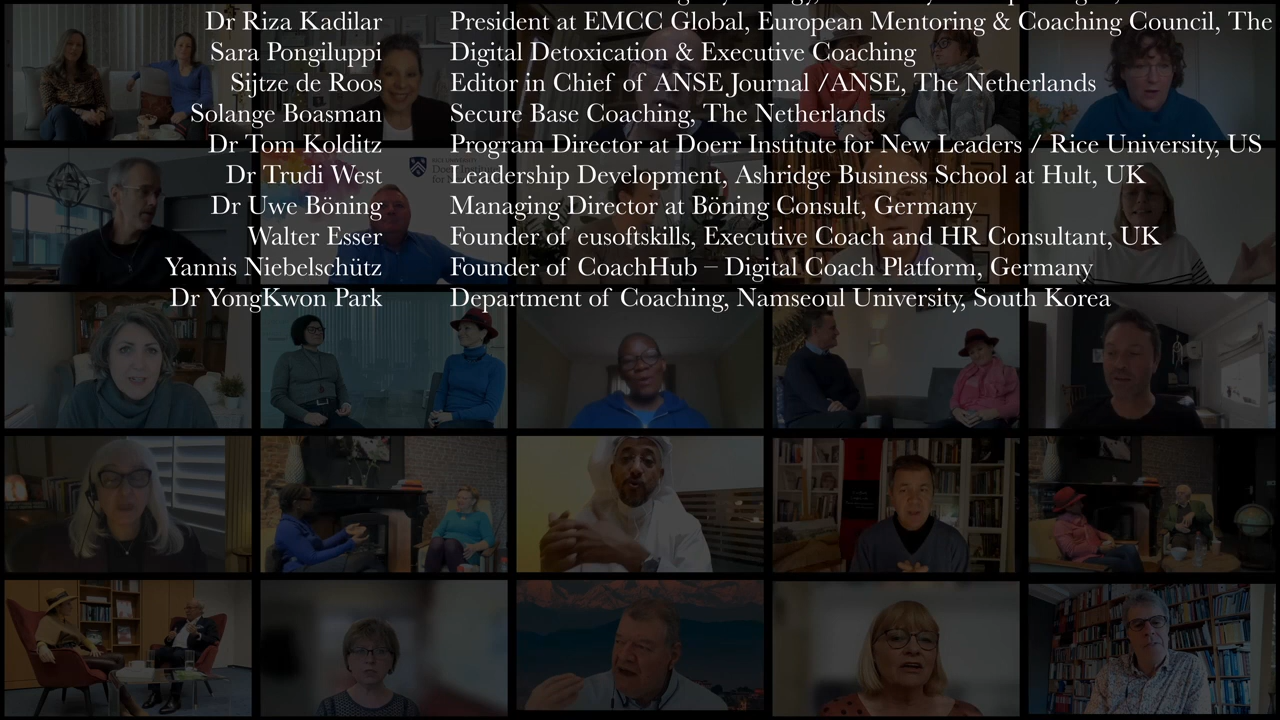 Dr Riza Kadilar President at EMCC Global, European Mentoring & Coaching Council, The
Sara Pongiluppi Digital Detoxication & Executive Coaching
Sijtze de Roos Editor in Chief of ANSE Journal /ANSE, The Netherlands
Solange Boasman Secure Base Coaching, The Netherlands
Dr Tom Kolditz Program Director at Doerr Institute for New Leaders / Rice University, US
Dr Trudi West Leadership Development, Ashridge Business School at Hult, UK
Dr Uwe Böning Managing Director at Böning Consult, Germany
Walter Esser Founder of eusoftskills, Executive Coach and HR Consultant, UK
Yannis Niebelschütz Founder of CoachHub – Digital Coach Platform, Germany
Dr YongKwon Park Department of Coaching, Namseoul University, South Korea